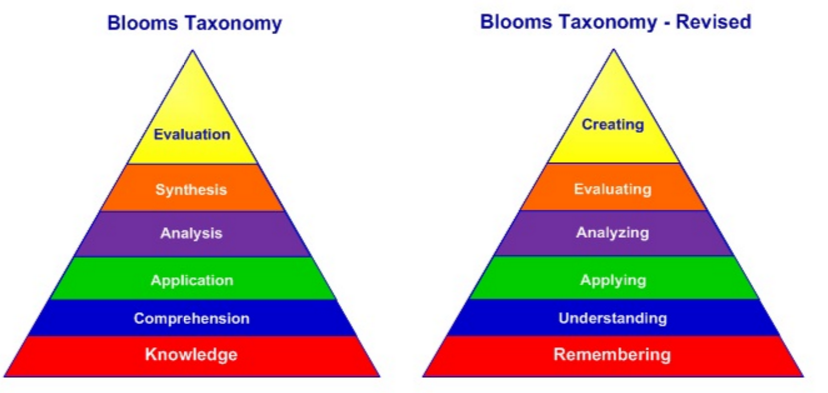 Blooms Taxonomy
Evaluation
Synthesis
Analysis
Application
Comprehension
Knowledge
Blooms Taxonomy - Revised
Creating
Evaluating
Analyzing
Applying
Understanding
Remembering